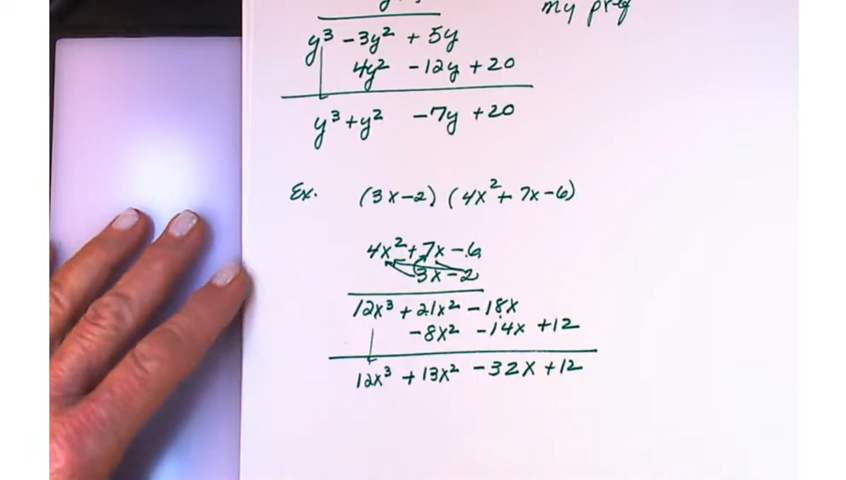 my pref
y³ - 3y² + 5y
4y² - 12y + 20
y³ + y² - 7y + 20
Ex. (3x-2) (4x² + 7x - 6)
4x² + 7x - 6
3x - 2
12x³ + 21x² - 18x
-8x² - 14x + 12
12x³ + 13x² - 32x + 12